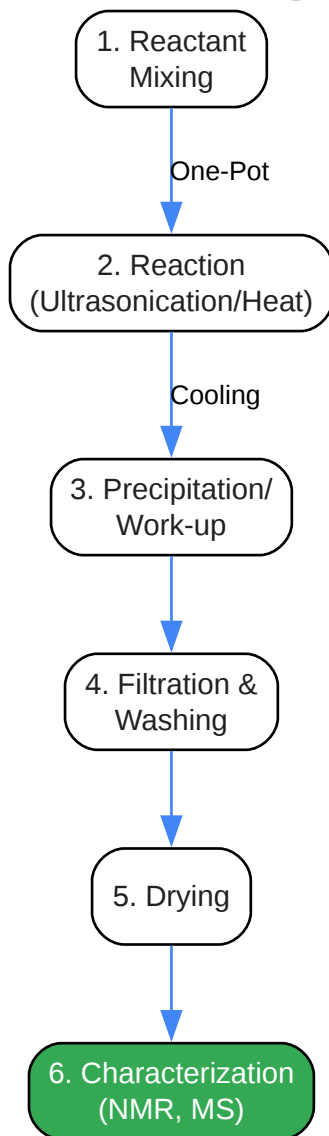 1. Reactant
Mixing
One-Pot
2. Reaction
(Ultrasonication/Heat)
Cooling
3. Precipitation/
Work-up
4. Filtration &
Washing
5. Drying
6. Characterization
(NMR, MS)